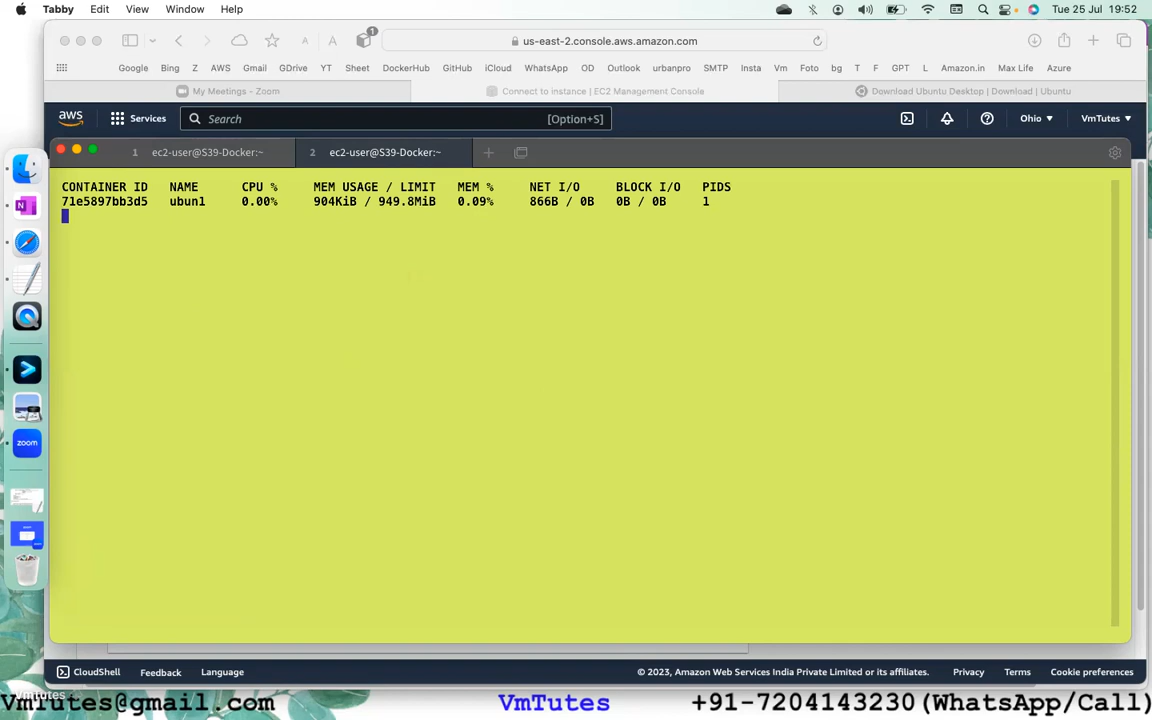 Tabby Edit View Window Help Tue 25 Jul 19:52
A A 1 us-east-2.console.aws.amazon.com
Google Bing Z AWS Gmail GDrive YT Sheet DockerHub GitHub iCloud WhatsApp OD Outlook urbanpro SMTP Insta Vm Foto bg T F GPT L Amazon.in Max Life Azure
My Meetings - Zoom Connect to instance | EC2 Management Console Download Ubuntu Desktop | Download | Ubuntu
aws Services Search [Option+S] Ohio ▼ VmTutes ▼
1 ec2-user@S39-Docker:~ 2 ec2-user@S39-Docker:~
CONTAINER ID NAME CPU % MEM USAGE / LIMIT MEM % NET I/O BLOCK I/O PIDS
71e5897bb3d5 ubun1 0.00% 904KiB / 949.8MiB 0.09% 866B / 0B 0B / 0B 1
zoom
CloudShell Feedback Language © 2023, Amazon Web Services India Private Limited or its affiliates. Privacy Terms Cookie preferences
VmTutes@gmail.com VmTutes +91-7204143230(WhatsApp/Call)